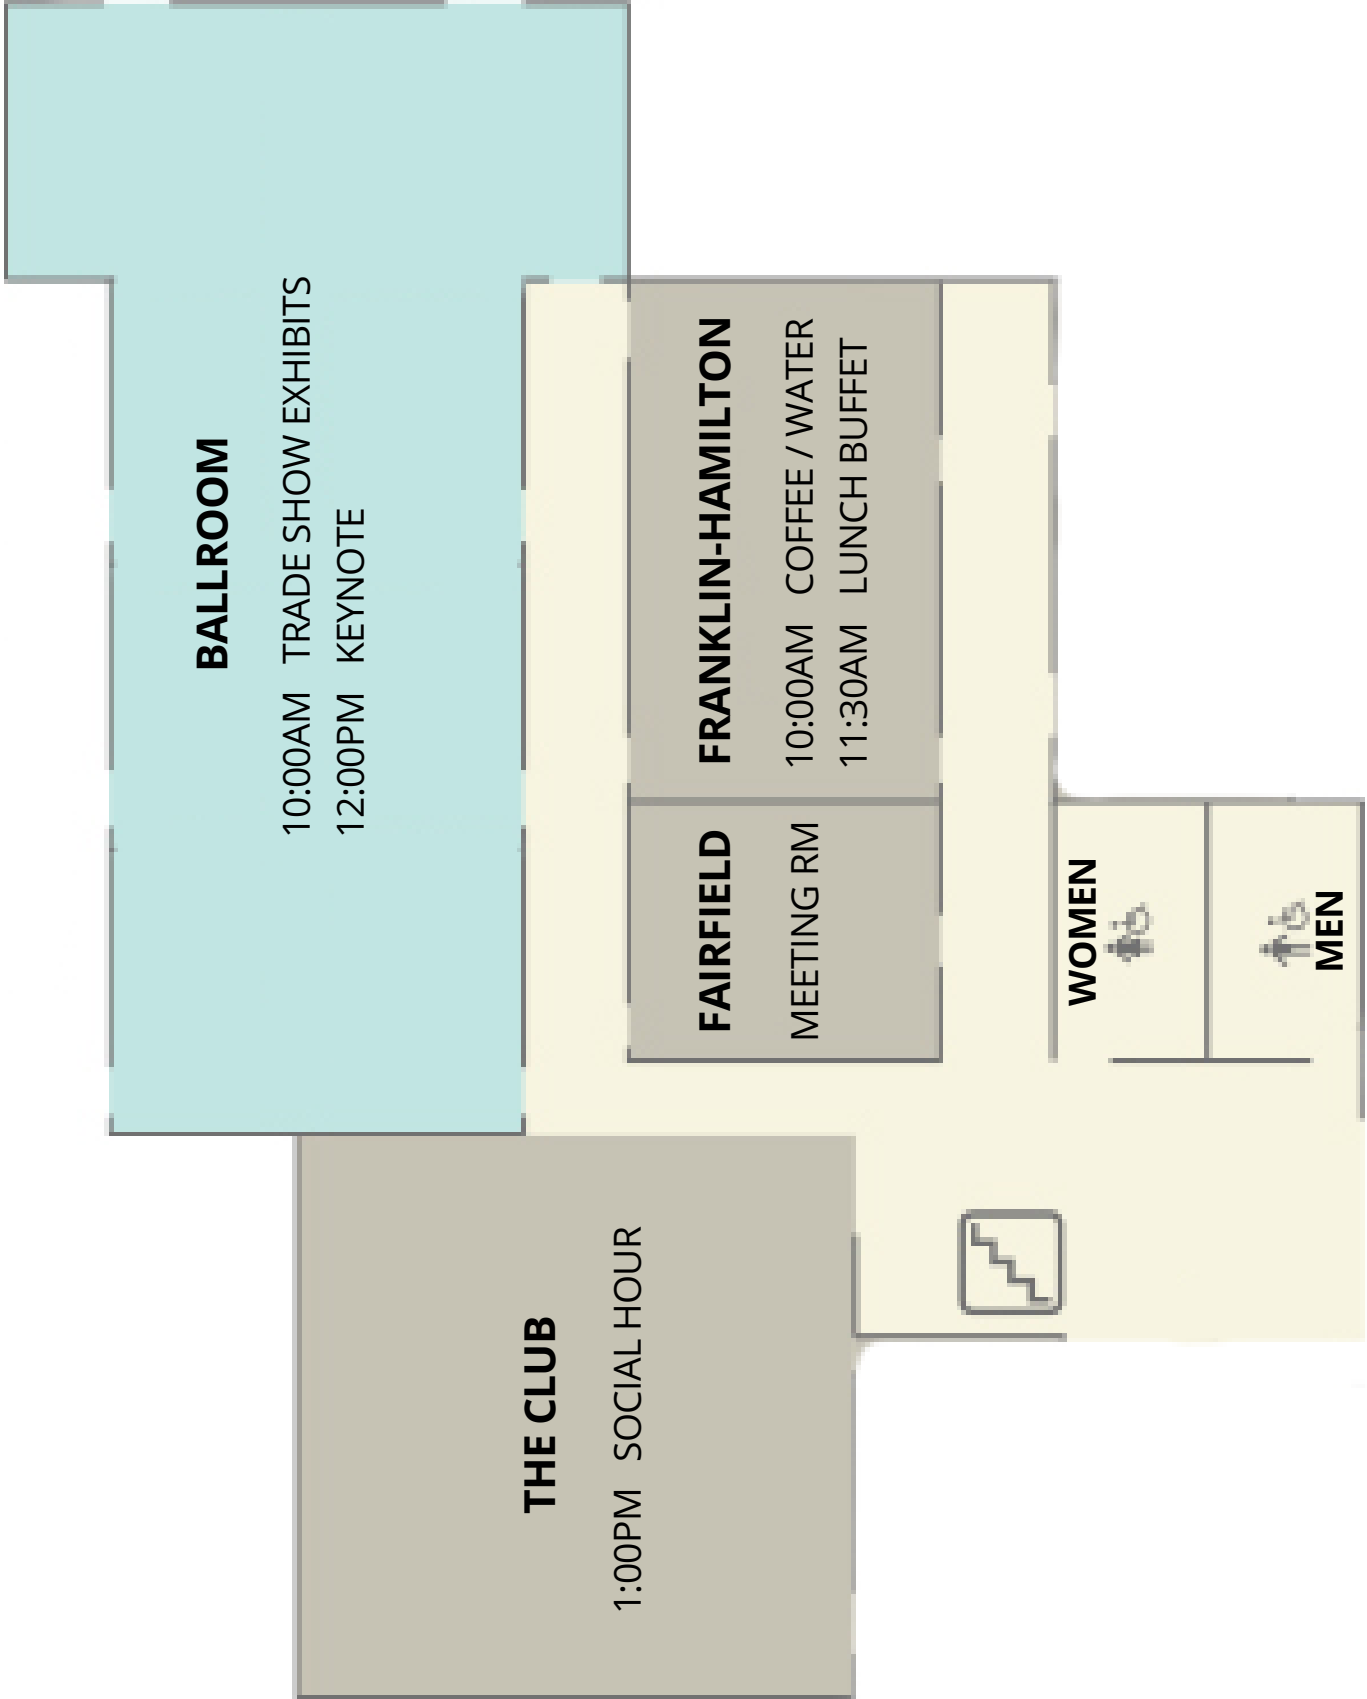 BALLROOM
10:00AM TRADE SHOW EXHIBITS
12:00PM KEYNOTE
THE CLUB
1:00PM SOCIAL HOUR
FAIRFIELD
MEETING RM
FRANKLIN-HAMILTON
10:00AM COFFEE / WATER
11:30AM LUNCH BUFFET
WOMEN
MEN